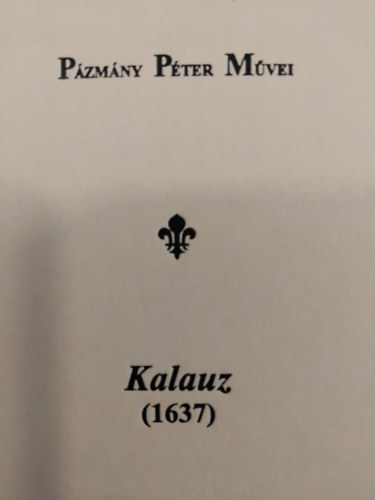 Pázmány Péter Művei
Kalauz
(1637)